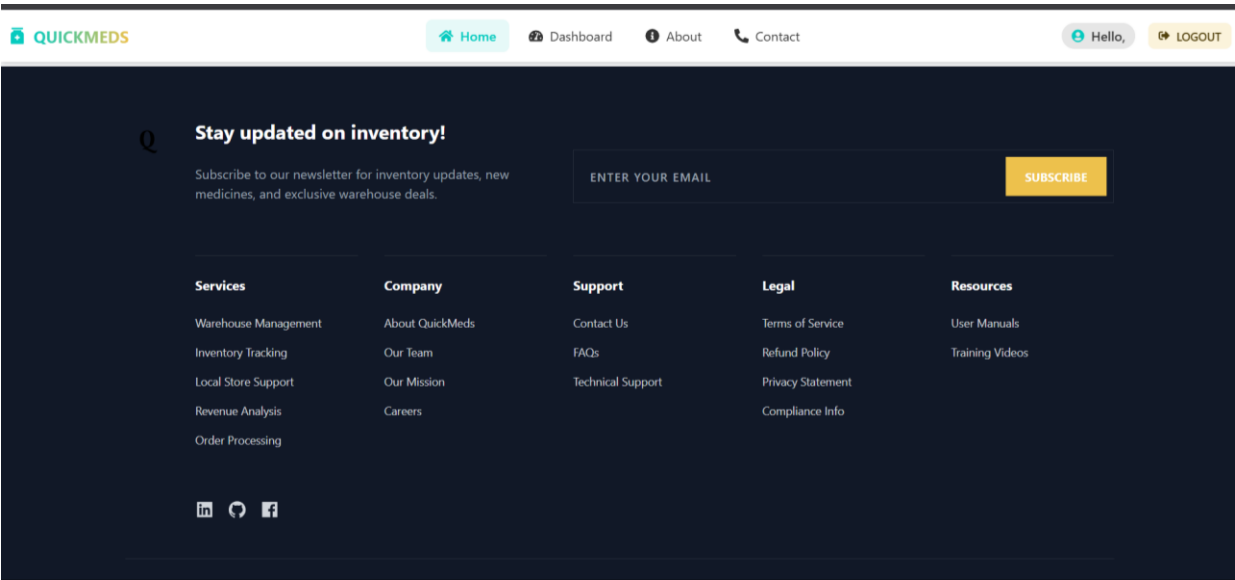 QUICKMEDS
Home
Dashboard
About
Contact
Hello,
LOGOUT
Q
Stay updated on inventory!
Subscribe to our newsletter for inventory updates, new
medicines, and exclusive warehouse deals.
ENTER YOUR EMAIL
SUBSCRIBE
Services
Warehouse Management
Inventory Tracking
Local Store Support
Revenue Analysis
Order Processing
Company
About QuickMeds
Our Team
Our Mission
Careers
Support
Contact Us
FAQs
Technical Support
Legal
Terms of Service
Refund Policy
Privacy Statement
Compliance Info
Resources
User Manuals
Training Videos